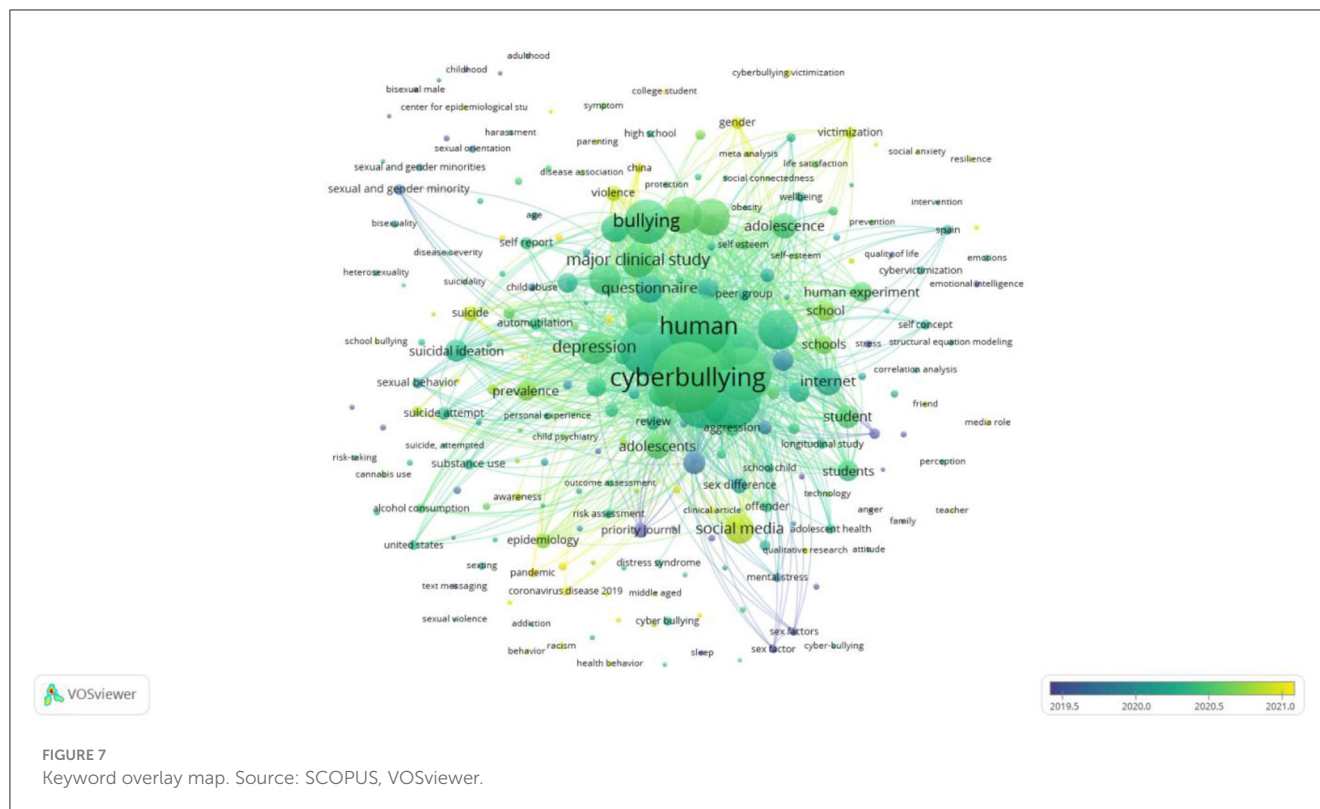 adulthood
childhood
cyberbullying victimization
bisexual male
college student
center for epidemiological stu
symptom
gender
harassment
high school
victimization
parenting
sexual orientation
meta analysis
social anxiety
resilience
sexual and gender minorities
disease association
china
life satisfaction
social connectedness
sexual and gender minority
protection
violence
wellbeing
intervention
obesity
age
bullying
adolescence
prevention
bisexuality
spain
self report
self esteem
disease severity
self-esteem
quality of life
emotions
major clinical study
heterosexuality
cybervictimization
suicidality
child abuse
questionnaire
peer group
human experiment
emotional intelligence
suicide
school
automutilation
human
self concept
school bullying
depression
schools
stress
structural equation modeling
suicidal ideation
correlation analysis
sexual behavior
cyberbullying
internet
prevalence
friend
suicide attempt
personal experience
review
aggression
student
media role
child psychiatry
suicide, attempted
adolescents
longitudinal study
risk-taking
substance use
school child
perception
cannabis use
students
outcome assessment
sex difference
awareness
technology
alcohol consumption
risk assessment
clinical article
offender
anger
teacher
priority journal
social media
adolescent health
family
united states
epidemiology
qualitative research
attitude
sexting
distress syndrome
pandemic
mental stress
text messaging
coronavirus disease 2019
middle aged
sexual violence
addiction
cyber bullying
sex factors
behavior
racism
sleep
sex factor
cyber-bullying
health behavior
VOSviewer
2019.5 2020.0 2020.5 2021.0
FIGURE 7
Keyword overlay map. Source: SCOPUS, VOSviewer.